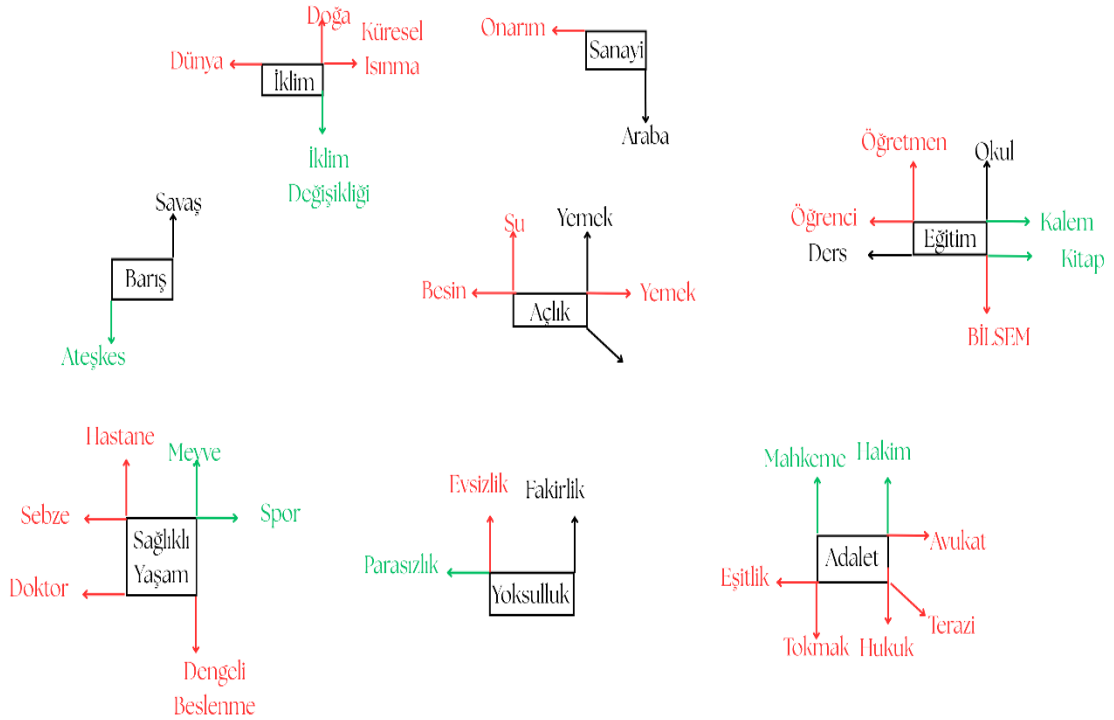 Doğa
Küresel
Isınma
Dünya
İklim
İklim
Değişikliği
Onarım
Sanayi
Araba
Öğretmen
Okul
Öğrenci
Kalem
Eğitim
Ders
Kitap
BİLSEM
Savaş
Barış
Ateşkes
Su
Yemek
Besin
Yemek
Açlık
Hastane
Meyve
Sebze
Spor
Sağlıklı
Yaşam
Doktor
Dengeli
Beslenme
Evsizlik
Fakirlik
Parasızlık
Yoksulluk
Mahkeme
Hakim
Avukat
Adalet
Eşitlik
Terazi
Tokmak
Hukuk